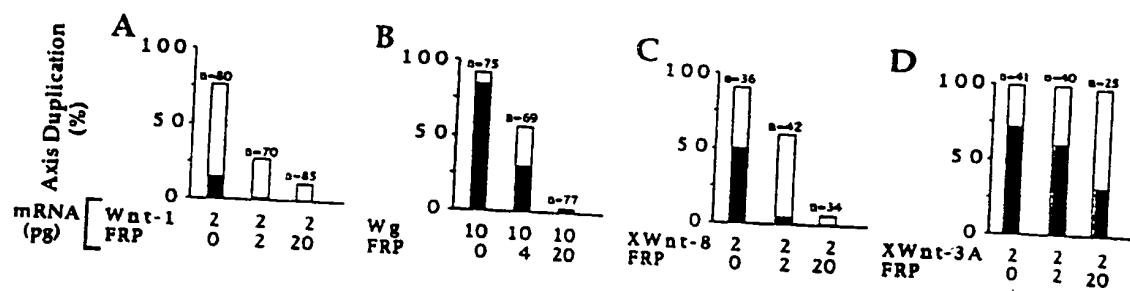 A
B
C
D
Axis Duplication
(%)
100
50
0
n=80
n=70
n=85
100
50
0
n=75
n=69
n=77
100
50
0
n=36
n=42
n=34
100
50
0
n=41
n=40
n=25
mRNA
(pg)
Wnt-1 2 2 2
FRP 0 2 20
Wg 10 10 10
FRP 0 4 20
XWnt-8 2 2 2
FRP 0 2 20
XWnt-3A 2 2 2
FRP 0 2 20